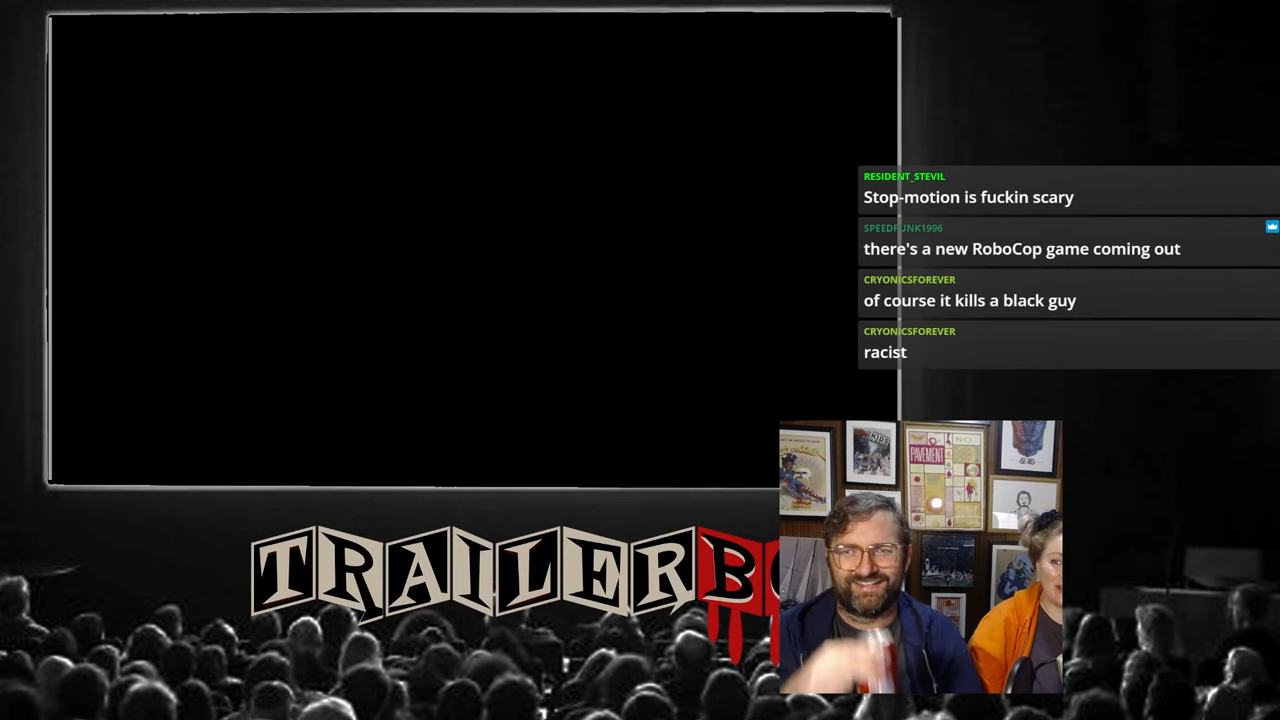 RESIDENT_STEVIL
Stop-motion is fuckin scary
SPEEDPUNK1996
there's a new RoboCop game coming out
CRYONICSFOREVER
of course it kills a black guy
CRYONICSFOREVER
racist
PAVEMENT
TRAILERB